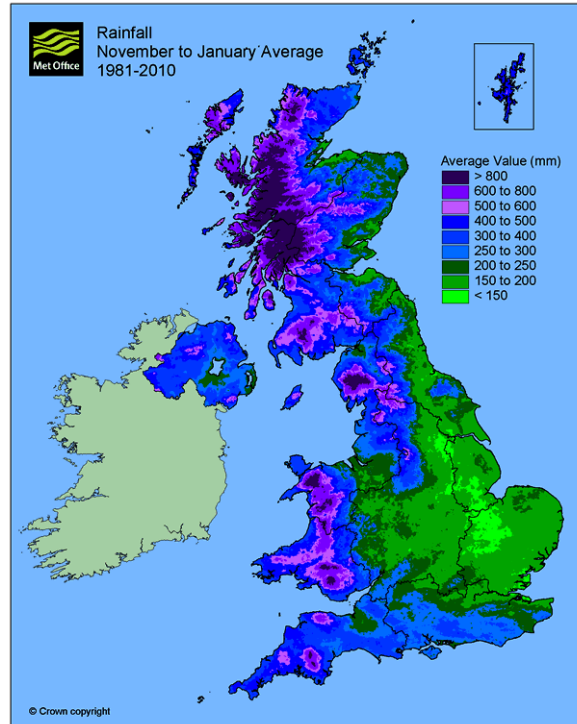 Met Office
Rainfall
November to January Average
1981-2010
Average Value (mm)
> 800
600 to 800
500 to 600
400 to 500
300 to 400
250 to 300
200 to 250
150 to 200
< 150
© Crown copyright